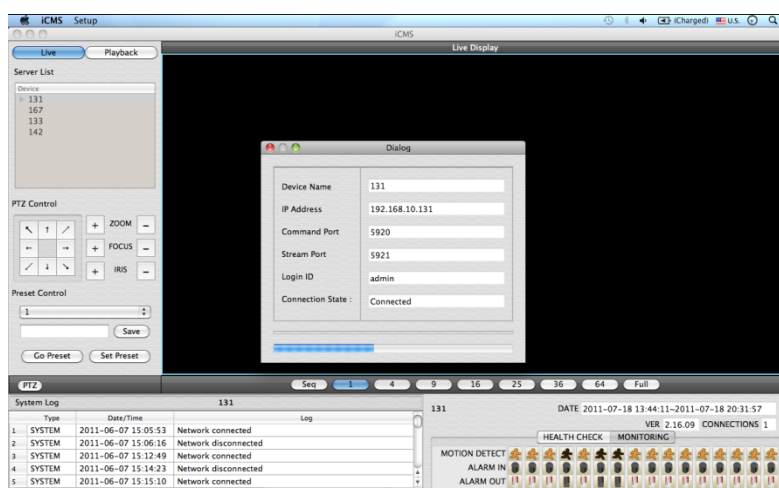 iCMS Setup (iCharged) U.S.
iCMS
Live Playback
Live Display
Server List
Device
131
167
133
142
Dialog
Device Name 131
IP Address 192.168.10.131
Command Port 5920
Stream Port 5921
Login ID admin
Connection State : Connected
PTZ Control
+ ZOOM −
+ FOCUS −
+ IRIS −
Preset Control
1
Save
Go Preset Set Preset
PTZ Seq 1 4 9 16 25 36 64 Full
System Log 131
Type Date/Time Log
1 SYSTEM 2011-06-07 15:05:53 Network connected
2 SYSTEM 2011-06-07 15:06:16 Network disconnected
3 SYSTEM 2011-06-07 15:12:49 Network connected
4 SYSTEM 2011-06-07 15:14:23 Network disconnected
5 SYSTEM 2011-06-07 15:15:10 Network connected
131 DATE 2011-07-18 13:44:11~2011-07-18 20:31:57
VER 2.16.09 CONNECTIONS 1
HEALTH CHECK MONITORING
MOTION DETECT
ALARM IN
ALARM OUT